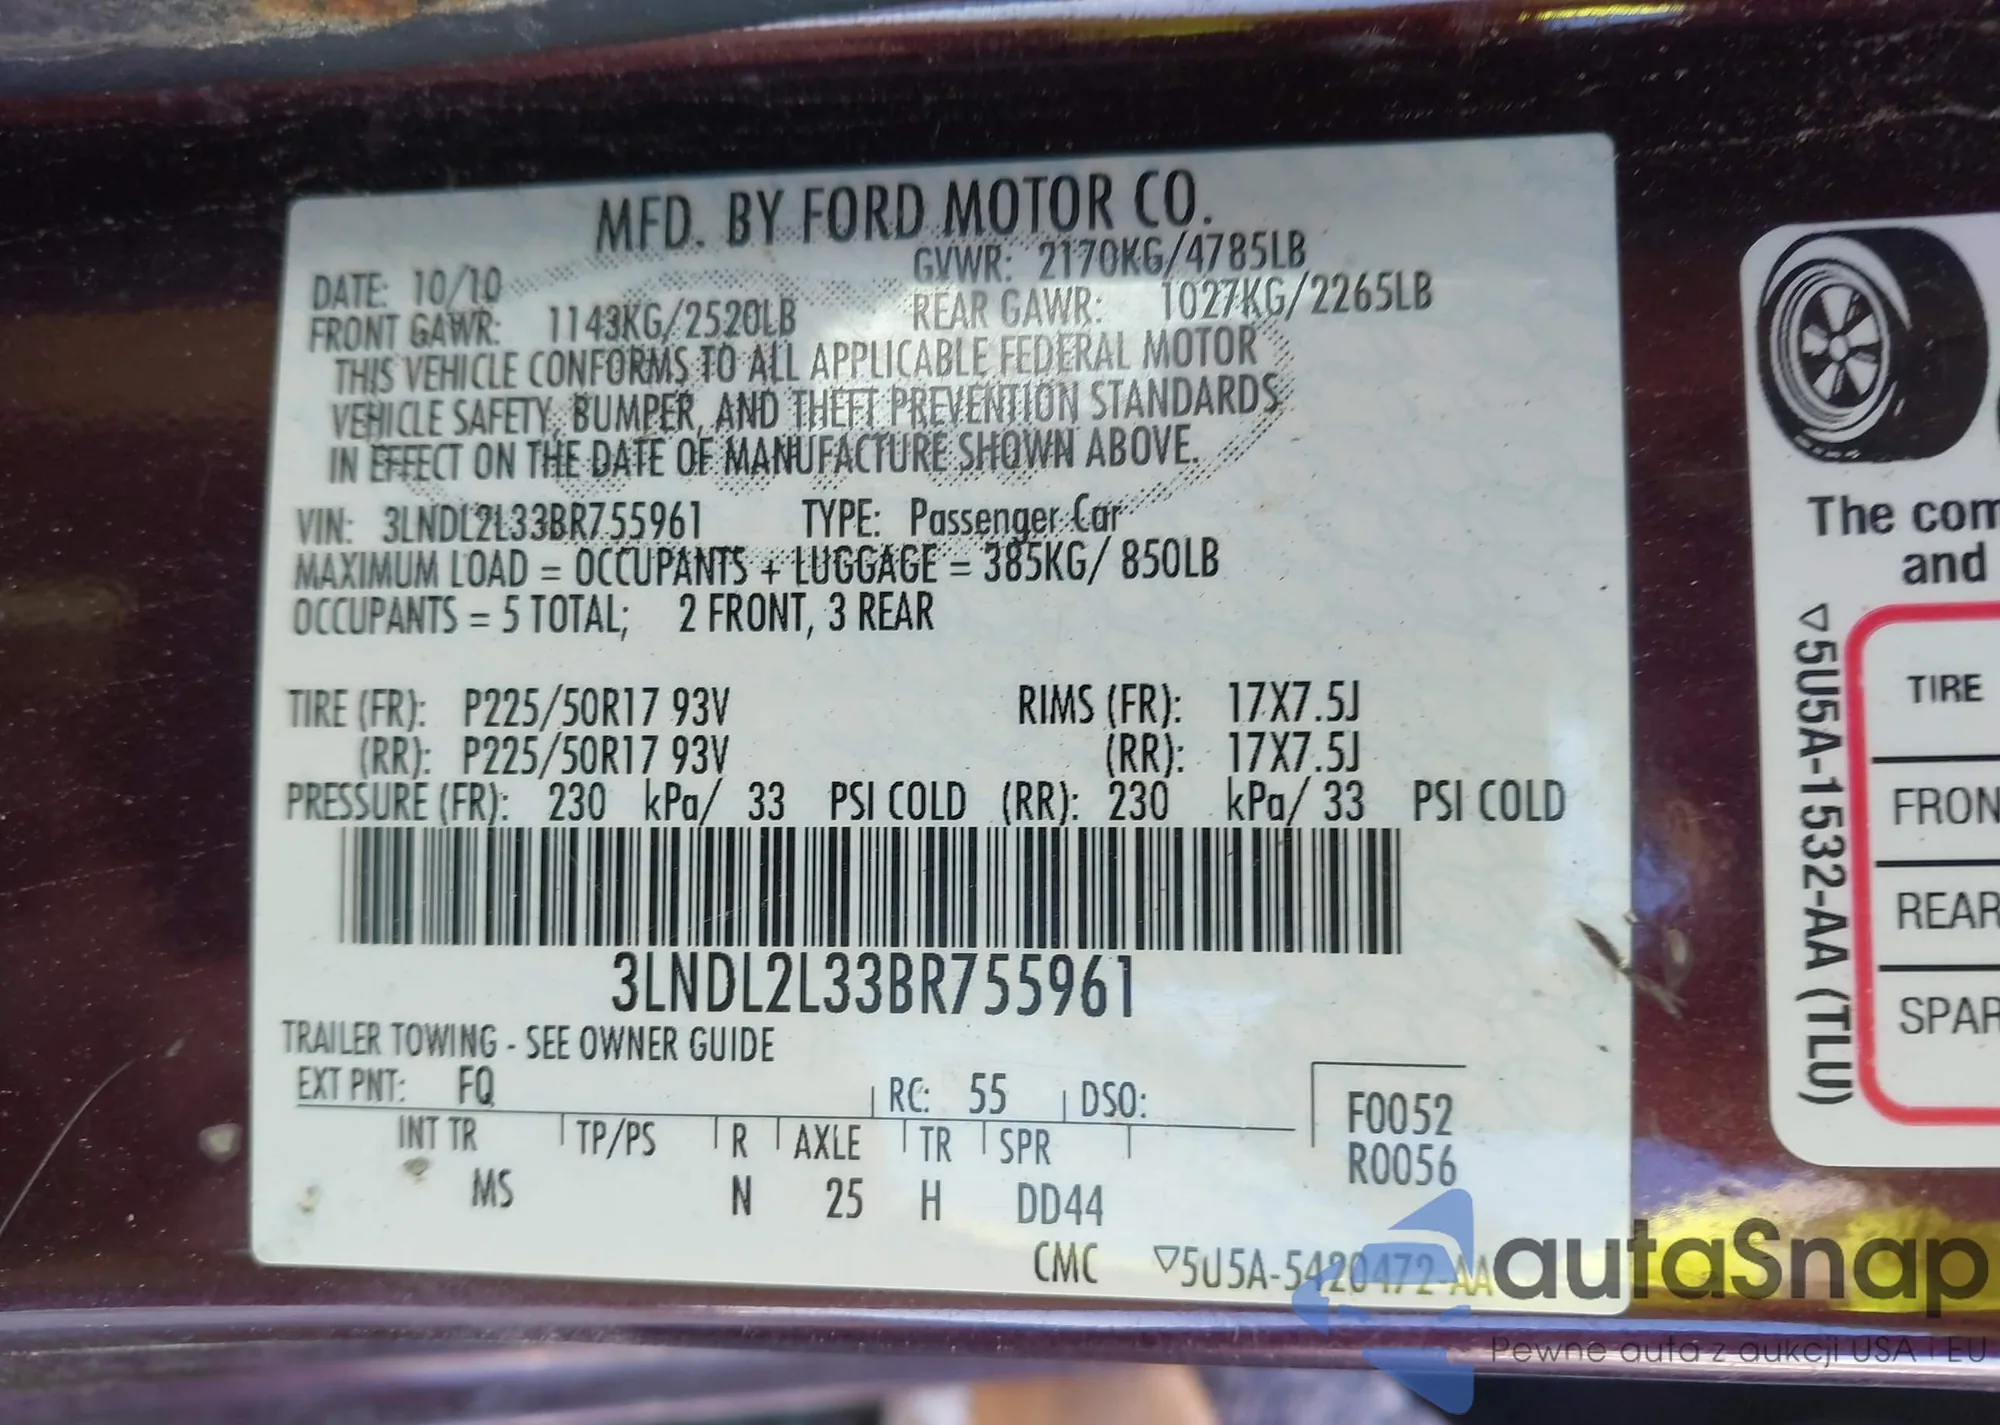 MFD. BY FORD MOTOR CO.
DATE: 10/10 GVWR: 2170KG/4785LB
FRONT GAWR: 1143KG/2520LB REAR GAWR: 1027KG/2265LB
THIS VEHICLE CONFORMS TO ALL APPLICABLE FEDERAL MOTOR
VEHICLE SAFETY, BUMPER, AND THEFT PREVENTION STANDARDS
IN EFFECT ON THE DATE OF MANUFACTURE SHOWN ABOVE.
VIN: 3LNDL2L33BR755961 TYPE: Passenger Car
MAXIMUM LOAD = OCCUPANTS + LUGGAGE = 385KG/ 850LB
OCCUPANTS = 5 TOTAL; 2 FRONT, 3 REAR
TIRE (FR): P225/50R17 93V RIMS (FR): 17X7.5J
(RR): P225/50R17 93V (RR): 17X7.5J
PRESSURE (FR): 230 kPa/ 33 PSI COLD (RR): 230 kPa/ 33 PSI COLD
3LNDL2L33BR755961
TRAILER TOWING - SEE OWNER GUIDE
EXT PNT: FQ RC: 55 DSO: F0052
INT TR TP/PS R AXLE TR SPR R0056
MS N 25 H DD44
CMC ▽5U5A-5420472-AA
The com
and
▽5U5A-1532-AA (TLU)
TIRE
FRON
REAR
SPAR
autaSnap
Pewne auta z aukcji USA i EU